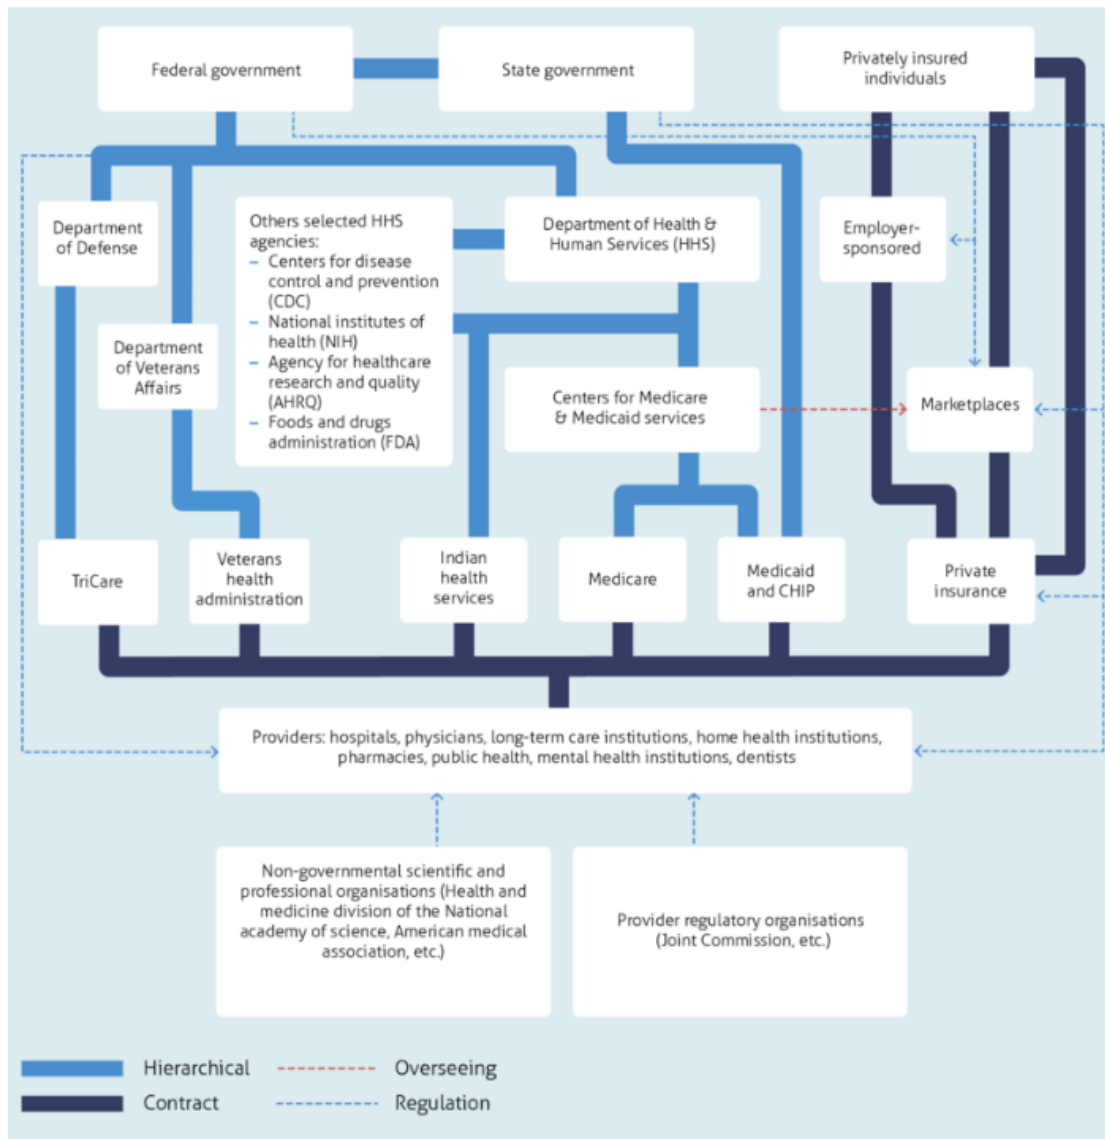 Federal government
State government
Privately insured
individuals
Department
of Defense
Others selected HHS
agencies:
– Centers for disease
control and prevention
(CDC)
– National institutes of
health (NIH)
– Agency for healthcare
research and quality
(AHRQ)
– Foods and drugs
administration (FDA)
Department of Health &
Human Services (HHS)
Employer-
sponsored
Department
of Veterans
Affairs
Centers for Medicare
& Medicaid services
Marketplaces
TriCare
Veterans
health
administration
Indian
health
services
Medicare
Medicaid
and CHIP
Private
insurance
Providers: hospitals, physicians, long-term care institutions, home health institutions,
pharmacies, public health, mental health institutions, dentists
Non-governmental scientific and
professional organisations (Health and
medicine division of the National
academy of science, American medical
association, etc.)
Provider regulatory organisations
(Joint Commission, etc.)
Hierarchical
Overseeing
Contract
Regulation